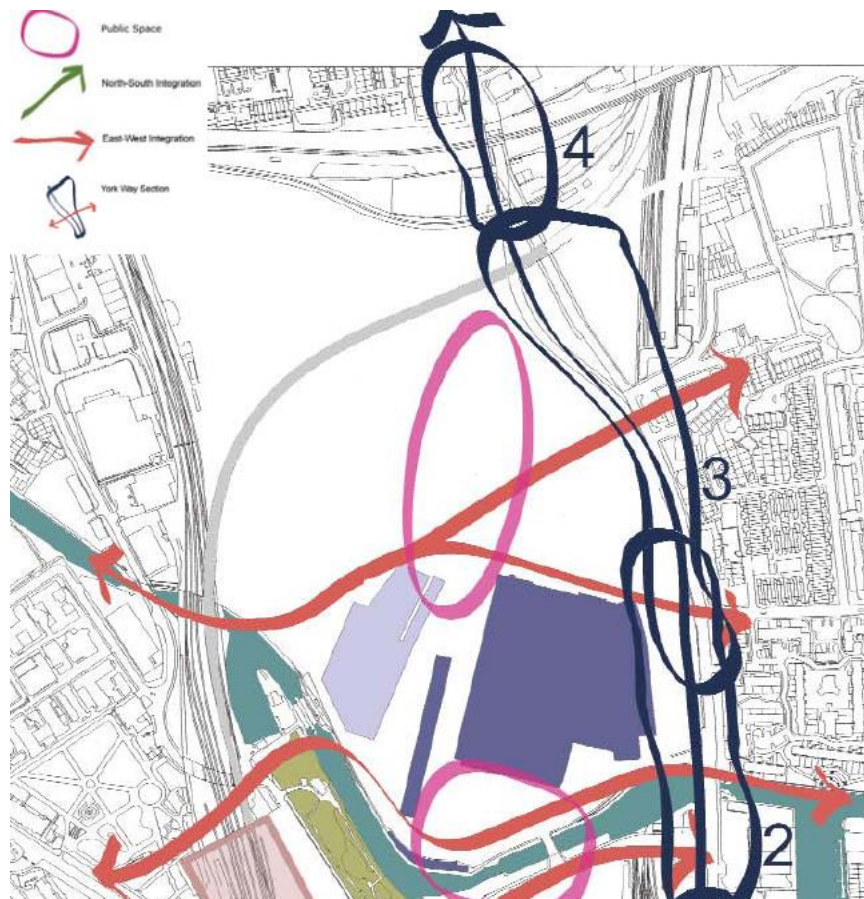 Public Space
North-South Integration
East-West Integration
York Way Section
4
3
2